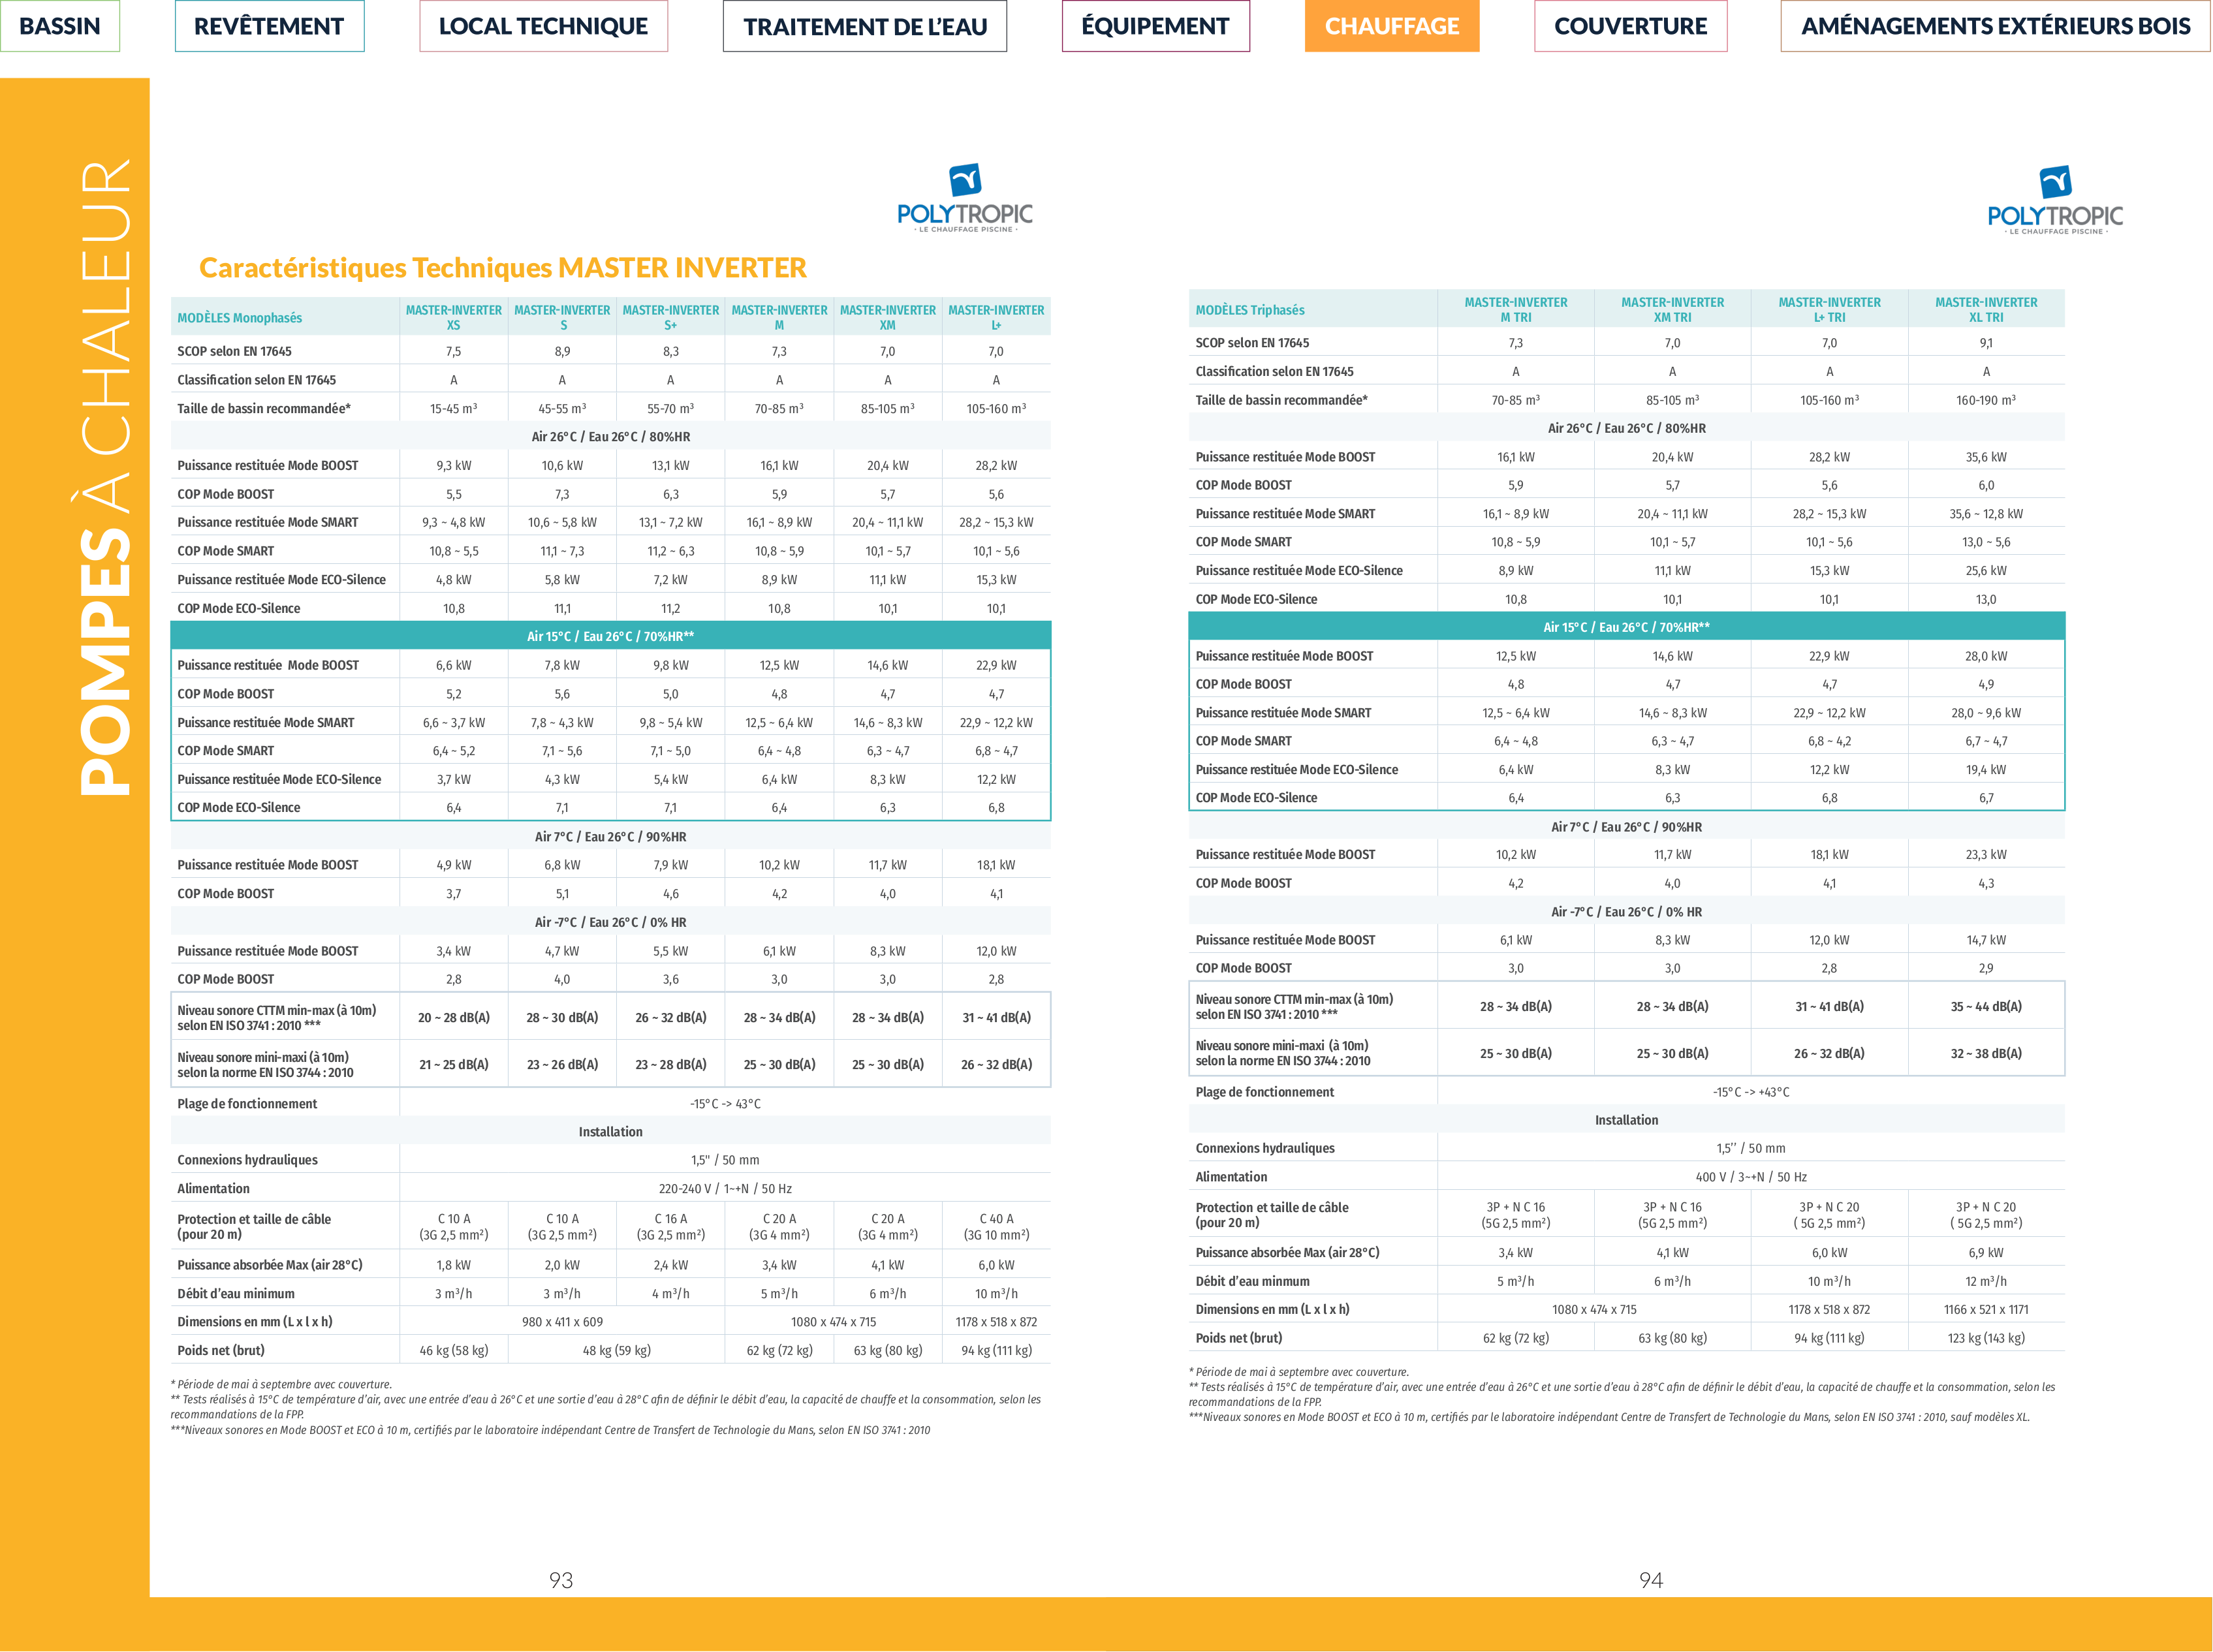 BASSIN REVÊTEMENT LOCAL TECHNIQUE TRAITEMENT DE L'EAU ÉQUIPEMENT CHAUFFAGE COUVERTURE AMÉNAGEMENTS EXTÉRIEURS BOIS
POMPES À CHALEUR
POLYTROPIC
· LE CHAUFFAGE PISCINE ·
Caractéristiques Techniques MASTER INVERTER
MODÈLES Monophasés MASTER-INVERTER XS MASTER-INVERTER S MASTER-INVERTER S+ MASTER-INVERTER M MASTER-INVERTER XM MASTER-INVERTER L+
SCOP selon EN 17645 7,5 8,9 8,3 7,3 7,0 7,0
Classification selon EN 17645 A A A A A A
Taille de bassin recommandée* 15-45 m³ 45-55 m³ 55-70 m³ 70-85 m³ 85-105 m³ 105-160 m³
Air 26°C / Eau 26°C / 80%HR
Puissance restituée Mode BOOST 9,3 kW 10,6 kW 13,1 kW 16,1 kW 20,4 kW 28,2 kW
COP Mode BOOST 5,5 7,3 6,3 5,9 5,7 5,6
Puissance restituée Mode SMART 9,3 ~ 4,8 kW 10,6 ~ 5,8 kW 13,1 ~ 7,2 kW 16,1 ~ 8,9 kW 20,4 ~ 11,1 kW 28,2 ~ 15,3 kW
COP Mode SMART 10,8 ~ 5,5 11,1 ~ 7,3 11,2 ~ 6,3 10,8 ~ 5,9 10,1 ~ 5,7 10,1 ~ 5,6
Puissance restituée Mode ECO-Silence 4,8 kW 5,8 kW 7,2 kW 8,9 kW 11,1 kW 15,3 kW
COP Mode ECO-Silence 10,8 11,1 11,2 10,8 10,1 10,1
Air 15°C / Eau 26°C / 70%HR**
Puissance restituée Mode BOOST 6,6 kW 7,8 kW 9,8 kW 12,5 kW 14,6 kW 22,9 kW
COP Mode BOOST 5,2 5,6 5,0 4,8 4,7 4,7
Puissance restituée Mode SMART 6,6 ~ 3,7 kW 7,8 ~ 4,3 kW 9,8 ~ 5,4 kW 12,5 ~ 6,4 kW 14,6 ~ 8,3 kW 22,9 ~ 12,2 kW
COP Mode SMART 6,4 ~ 5,2 7,1 ~ 5,6 7,1 ~ 5,0 6,4 ~ 4,8 6,3 ~ 4,7 6,8 ~ 4,7
Puissance restituée Mode ECO-Silence 3,7 kW 4,3 kW 5,4 kW 6,4 kW 8,3 kW 12,2 kW
COP Mode ECO-Silence 6,4 7,1 7,1 6,4 6,3 6,8
Air 7°C / Eau 26°C / 90%HR
Puissance restituée Mode BOOST 4,9 kW 6,8 kW 7,9 kW 10,2 kW 11,7 kW 18,1 kW
COP Mode BOOST 3,7 5,1 4,6 4,2 4,0 4,1
Air -7°C / Eau 26°C / 0% HR
Puissance restituée Mode BOOST 3,4 kW 4,7 kW 5,5 kW 6,1 kW 8,3 kW 12,0 kW
COP Mode BOOST 2,8 4,0 3,6 3,0 3,0 2,8
Niveau sonore CTTM min-max (à 10m)
selon EN ISO 3741 : 2010 *** 20 ~ 28 dB(A) 28 ~ 30 dB(A) 26 ~ 32 dB(A) 28 ~ 34 dB(A) 28 ~ 34 dB(A) 31 ~ 41 dB(A)
Niveau sonore mini-maxi (à 10m)
selon la norme EN ISO 3744 : 2010 21 ~ 25 dB(A) 23 ~ 26 dB(A) 23 ~ 28 dB(A) 25 ~ 30 dB(A) 25 ~ 30 dB(A) 26 ~ 32 dB(A)
Plage de fonctionnement -15°C -> 43°C
Installation
Connexions hydrauliques 1,5" / 50 mm
Alimentation 220-240 V / 1~+N / 50 Hz
Protection et taille de câble C 10 A C 10 A C 16 A C 20 A C 20 A C 40 A
(pour 20 m) (3G 2,5 mm²) (3G 2,5 mm²) (3G 2,5 mm²) (3G 4 mm²) (3G 4 mm²) (3G 10 mm²)
Puissance absorbée Max (air 28°C) 1,8 kW 2,0 kW 2,4 kW 3,4 kW 4,1 kW 6,0 kW
Débit d'eau minimum 3 m³/h 3 m³/h 4 m³/h 5 m³/h 6 m³/h 10 m³/h
Dimensions en mm (L x l x h) 980 x 411 x 609 1080 x 474 x 715 1178 x 518 x 872
Poids net (brut) 46 kg (58 kg) 48 kg (59 kg) 62 kg (72 kg) 63 kg (80 kg) 94 kg (111 kg)
* Période de mai à septembre avec couverture.
** Tests réalisés à 15°C de température d'air, avec une entrée d'eau à 26°C et une sortie d'eau à 28°C afin de définir le débit d'eau, la capacité de chauffe et la consommation, selon les
recommandations de la FPP.
***Niveaux sonores en Mode BOOST et ECO à 10 m, certifiés par le laboratoire indépendant Centre de Transfert de Technologie du Mans, selon EN ISO 3741 : 2010
93
POLYTROPIC
· LE CHAUFFAGE PISCINE ·
MODÈLES Triphasés MASTER-INVERTER M TRI MASTER-INVERTER XM TRI MASTER-INVERTER L+ TRI MASTER-INVERTER XL TRI
SCOP selon EN 17645 7,3 7,0 7,0 9,1
Classification selon EN 17645 A A A A
Taille de bassin recommandée* 70-85 m³ 85-105 m³ 105-160 m³ 160-190 m³
Air 26°C / Eau 26°C / 80%HR
Puissance restituée Mode BOOST 16,1 kW 20,4 kW 28,2 kW 35,6 kW
COP Mode BOOST 5,9 5,7 5,6 6,0
Puissance restituée Mode SMART 16,1 ~ 8,9 kW 20,4 ~ 11,1 kW 28,2 ~ 15,3 kW 35,6 ~ 12,8 kW
COP Mode SMART 10,8 ~ 5,9 10,1 ~ 5,7 10,1 ~ 5,6 13,0 ~ 5,6
Puissance restituée Mode ECO-Silence 8,9 kW 11,1 kW 15,3 kW 25,6 kW
COP Mode ECO-Silence 10,8 10,1 10,1 13,0
Air 15°C / Eau 26°C / 70%HR**
Puissance restituée Mode BOOST 12,5 kW 14,6 kW 22,9 kW 28,0 kW
COP Mode BOOST 4,8 4,7 4,7 4,9
Puissance restituée Mode SMART 12,5 ~ 6,4 kW 14,6 ~ 8,3 kW 22,9 ~ 12,2 kW 28,0 ~ 9,6 kW
COP Mode SMART 6,4 ~ 4,8 6,3 ~ 4,7 6,8 ~ 4,2 6,7 ~ 4,7
Puissance restituée Mode ECO-Silence 6,4 kW 8,3 kW 12,2 kW 19,4 kW
COP Mode ECO-Silence 6,4 6,3 6,8 6,7
Air 7°C / Eau 26°C / 90%HR
Puissance restituée Mode BOOST 10,2 kW 11,7 kW 18,1 kW 23,3 kW
COP Mode BOOST 4,2 4,0 4,1 4,3
Air -7°C / Eau 26°C / 0% HR
Puissance restituée Mode BOOST 6,1 kW 8,3 kW 12,0 kW 14,7 kW
COP Mode BOOST 3,0 3,0 2,8 2,9
Niveau sonore CTTM min-max (à 10m)
selon EN ISO 3741 : 2010 *** 28 ~ 34 dB(A) 28 ~ 34 dB(A) 31 ~ 41 dB(A) 35 ~ 44 dB(A)
Niveau sonore mini-maxi (à 10m)
selon la norme EN ISO 3744 : 2010 25 ~ 30 dB(A) 25 ~ 30 dB(A) 26 ~ 32 dB(A) 32 ~ 38 dB(A)
Plage de fonctionnement -15°C -> +43°C
Installation
Connexions hydrauliques 1,5’’ / 50 mm
Alimentation 400 V / 3~+N / 50 Hz
Protection et taille de câble 3P + N C 16 3P + N C 16 3P + N C 20 3P + N C 20
(pour 20 m) (5G 2,5 mm²) (5G 2,5 mm²) ( 5G 2,5 mm²) ( 5G 2,5 mm²)
Puissance absorbée Max (air 28°C) 3,4 kW 4,1 kW 6,0 kW 6,9 kW
Débit d'eau minmum 5 m³/h 6 m³/h 10 m³/h 12 m³/h
Dimensions en mm (L x l x h) 1080 x 474 x 715 1178 x 518 x 872 1166 x 521 x 1171
Poids net (brut) 62 kg (72 kg) 63 kg (80 kg) 94 kg (111 kg) 123 kg (143 kg)
* Période de mai à septembre avec couverture.
** Tests réalisés à 15°C de température d'air, avec une entrée d'eau à 26°C et une sortie d'eau à 28°C afin de définir le débit d'eau, la capacité de chauffe et la consommation, selon les
recommandations de la FPP.
***Niveaux sonores en Mode BOOST et ECO à 10 m, certifiés par le laboratoire indépendant Centre de Transfert de Technologie du Mans, selon EN ISO 3741 : 2010, sauf modèles XL.
94